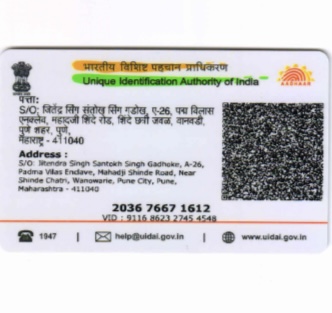 भारतीय विशिष्ट पहचान प्राधिकरण
Unique Identification Authority of India
AADHAAR
पत्ता:
S/O: जितेंद्र सिंग संतोख सिंग गडोख, ए-26, पद्म विलास
एनक्लेव, महादजी शिंदे रोड, शिंदे छत्री जवळ, वानवडी,
पुणे शहर, पुणे,
महाराष्ट्र - 411040
Address :
S/O: Jitendra Singh Santokh Singh Gadhoke, A-26,
Padma Vilas Enclave, Mahadji Shinde Road, Near
Shinde Chatri, Wanowarie, Pune City, Pune,
Maharashtra - 411040
2036 7667 1612
VID : 9116 8623 2745 4548
1947 | help@uidai.gov.in | www.uidai.gov.in